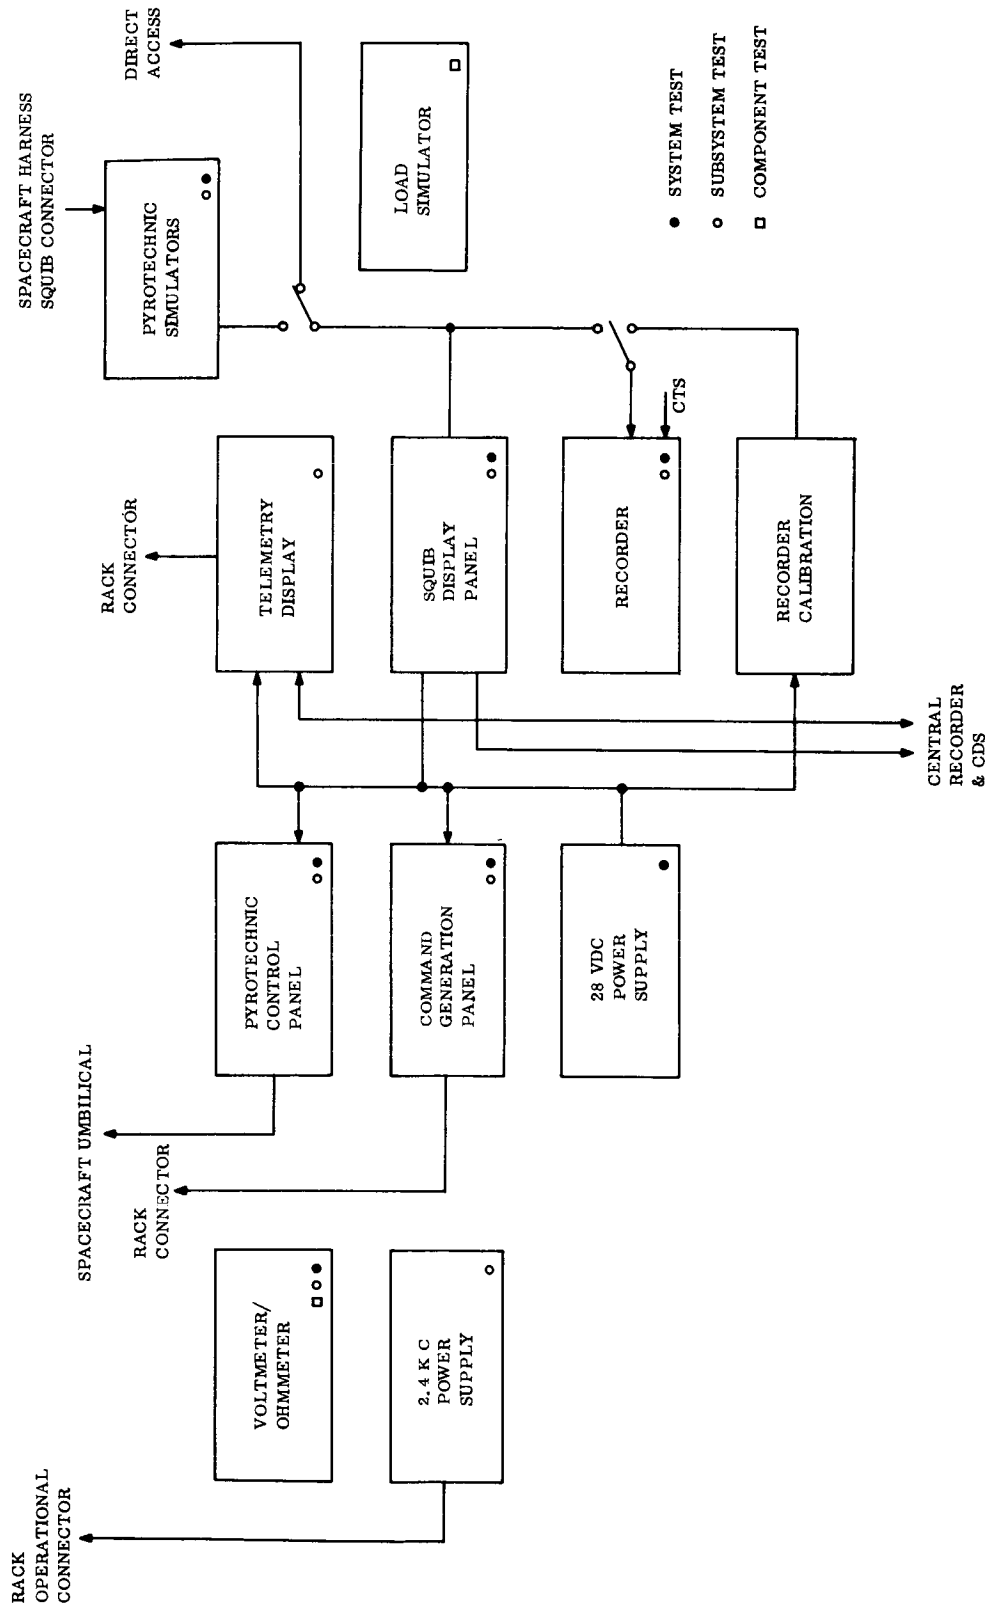 RACK
OPERATIONAL
CONNECTOR
SPACECRAFT UMBILICAL
RACK
CONNECTOR
RACK
CONNECTOR
SPACECRAFT HARNESS
SQUIB CONNECTOR
DIRECT
ACCESS
VOLTMETER/
OHMMETER
PYROTECHNIC
CONTROL
PANEL
TELEMETRY
DISPLAY
PYROTECHNIC
SIMULATORS
2.4 K C
POWER
SUPPLY
COMMAND
GENERATION
PANEL
SQUIB
DISPLAY
PANEL
LOAD
SIMULATOR
28 VDC
POWER
SUPPLY
RECORDER
CTS
RECORDER
CALIBRATION
CENTRAL
RECORDER
& CDS
SYSTEM TEST
SUBSYSTEM TEST
COMPONENT TEST